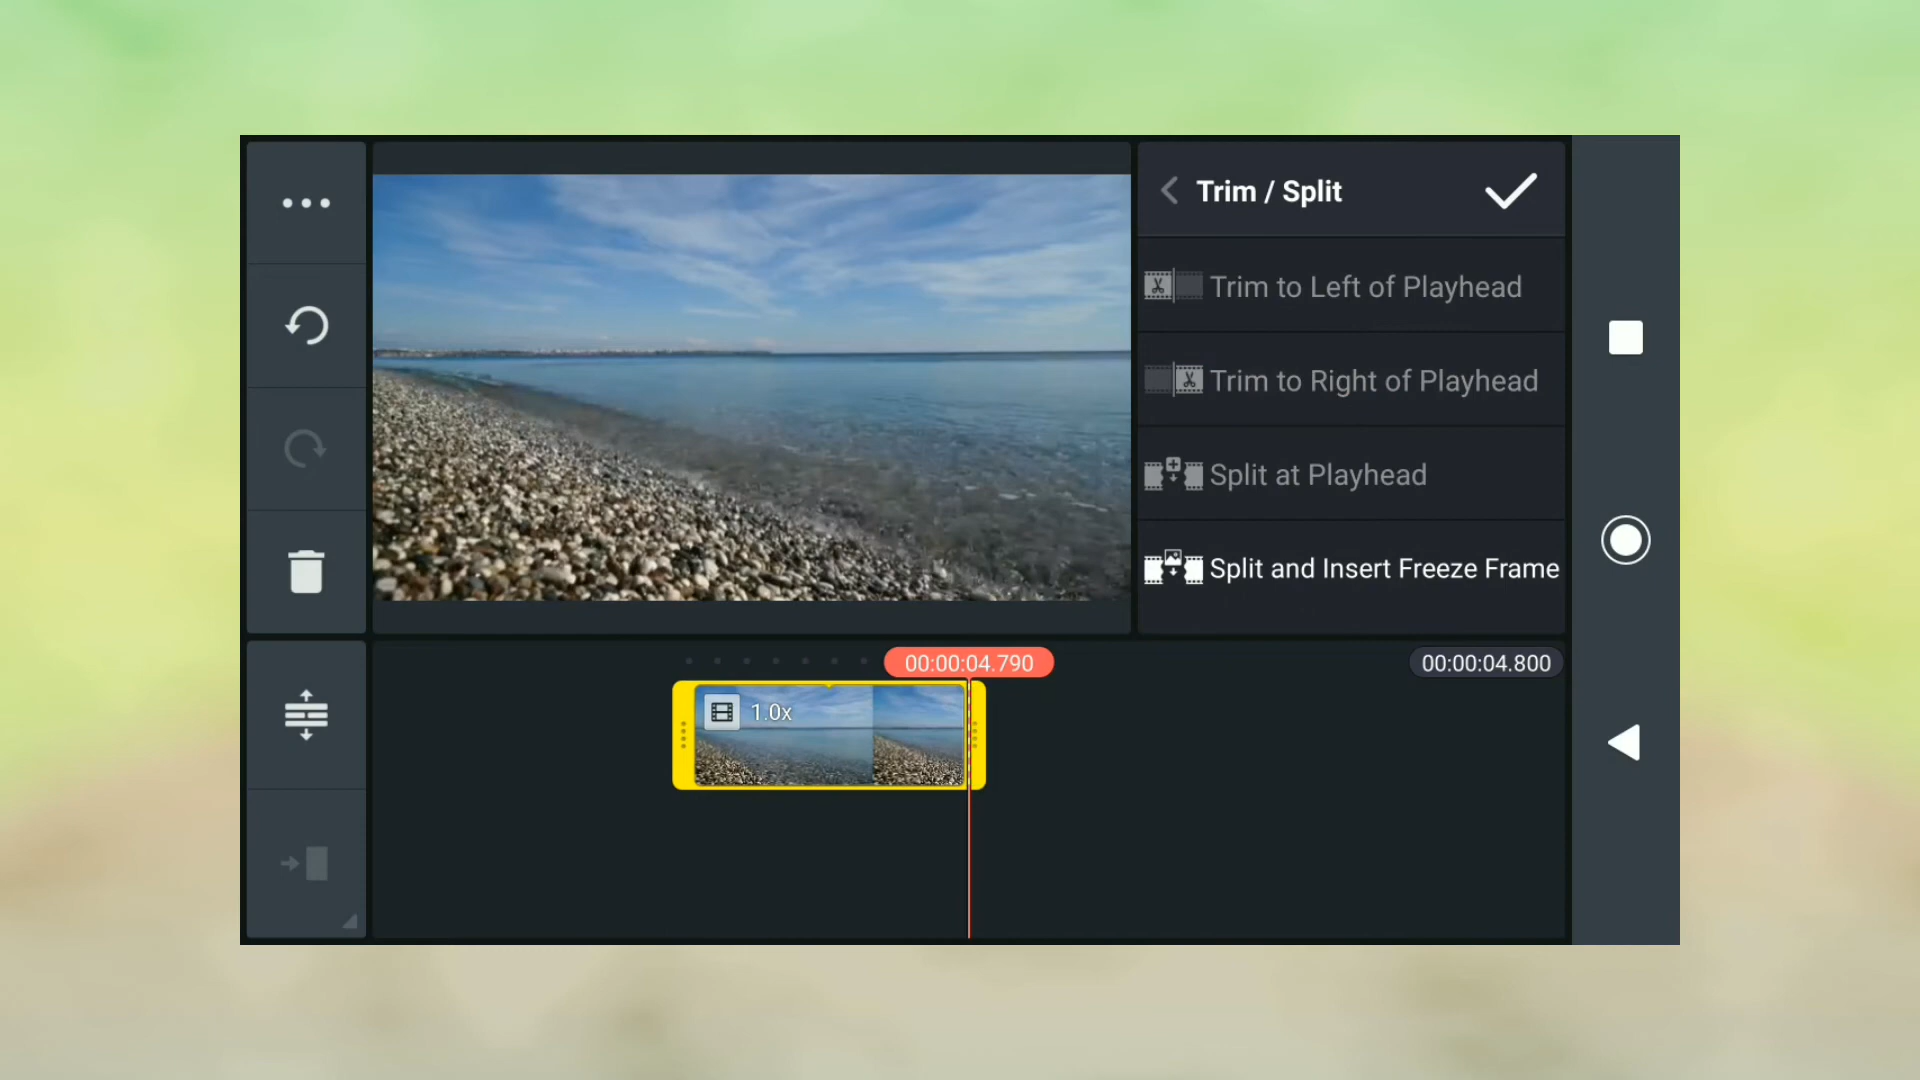 Trim / Split
Trim to Left of Playhead
Trim to Right of Playhead
Split at Playhead
Split and Insert Freeze Frame
00:00:04.790
00:00:04.800
1.0x